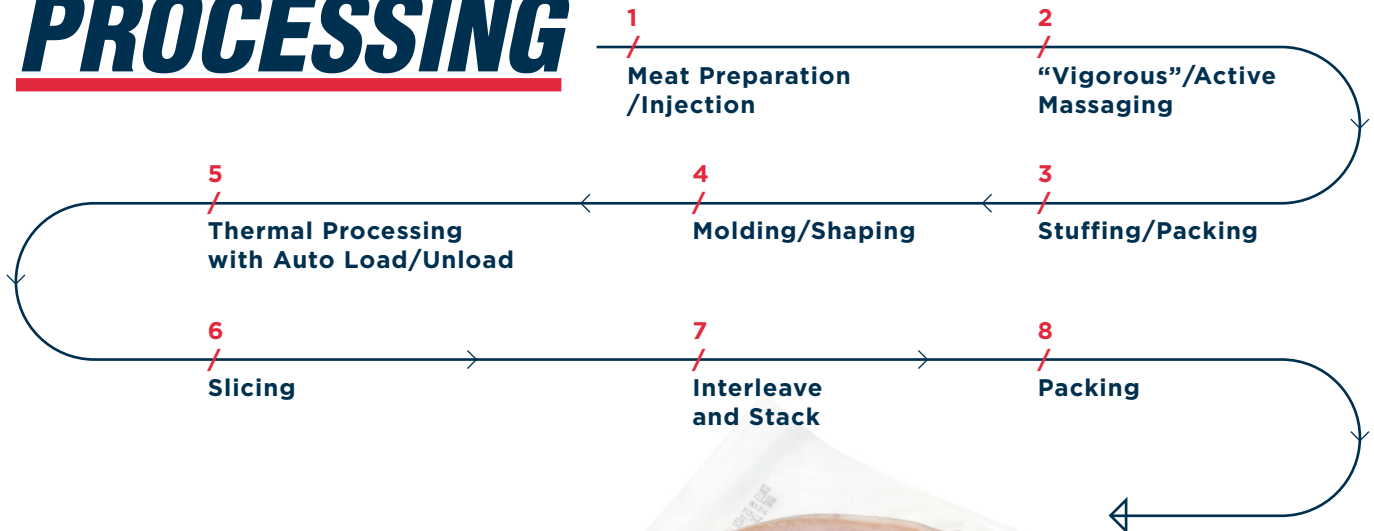 PROCESSING
1
Meat Preparation
/Injection
2
“Vigorous”/Active
Massaging
3
Stuffing/Packing
4
Molding/Shaping
5
Thermal Processing
with Auto Load/Unload
6
Slicing
7
Interleave
and Stack
8
Packing